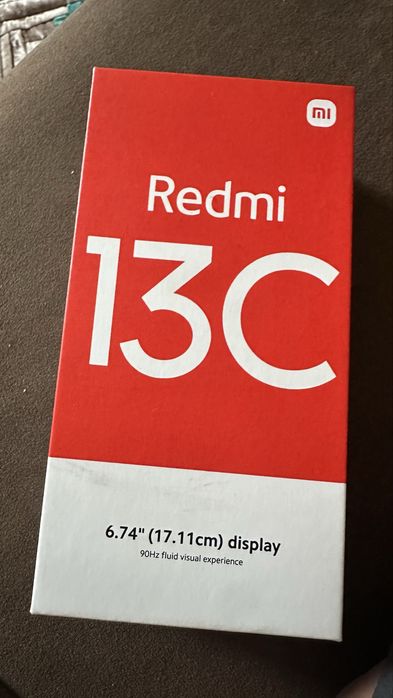 mi
Redmi
13C
6.74" (17.11cm) display
90Hz fluid visual experience